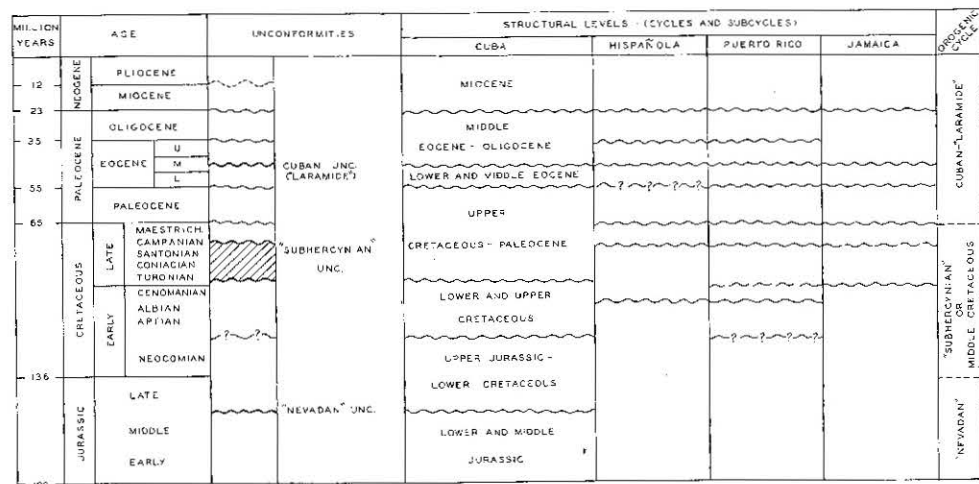 MILLION YEARS
AGE
UNCONFORMITIES
STRUCTURAL LEVELS - (CYCLES AND SUBCYCLES)
CUBA
HISPAÑOLA
PUERTO RICO
JAMAICA
OROGENIC CYCLE
12
23
35
55
65
136
NEOGENE
PALEOGENE
CRETACEOUS
JURASSIC
PLIOCENE
MIOCENE
OLIGOCENE
EOCENE
U
M
L
PALEOCENE
LATE
MAESTRICH.
CAMPANIAN
SANTONIAN
CONIACIAN
TURONIAN
EARLY
CENOMANIAN
ALBIAN
APTIAN
NEOCOMIAN
LATE
MIDDLE
EARLY
? ?
CUBAN UNC.
("LARAMIDE")
"SUBHERCYNIAN"
UNC.
"NEVADAN" UNC.
MIOCENE
MIDDLE
EOCENE - OLIGOCENE
LOWER AND MIDDLE EOCENE
UPPER
CRETACEOUS - PALEOCENE
LOWER AND UPPER
CRETACEOUS
UPPER JURASSIC -
LOWER CRETACEOUS
LOWER AND MIDDLE
JURASSIC
? ? ? ?
? ? ? ?
CUBAN-"LARAMIDE"
"SUBHERCYNIAN"
OR
MIDDLE CRETACEOUS
"NEVADAN"